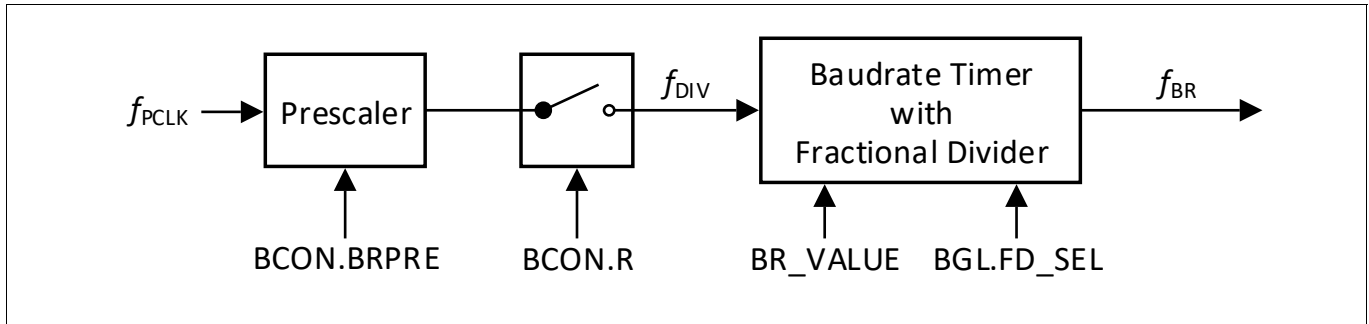 fPCLK
Prescaler
fDIV
Baudrate Timer
with
Fractional Divider
fBR
BCON.BRPRE
BCON.R
BR_VALUE
BGL.FD_SEL